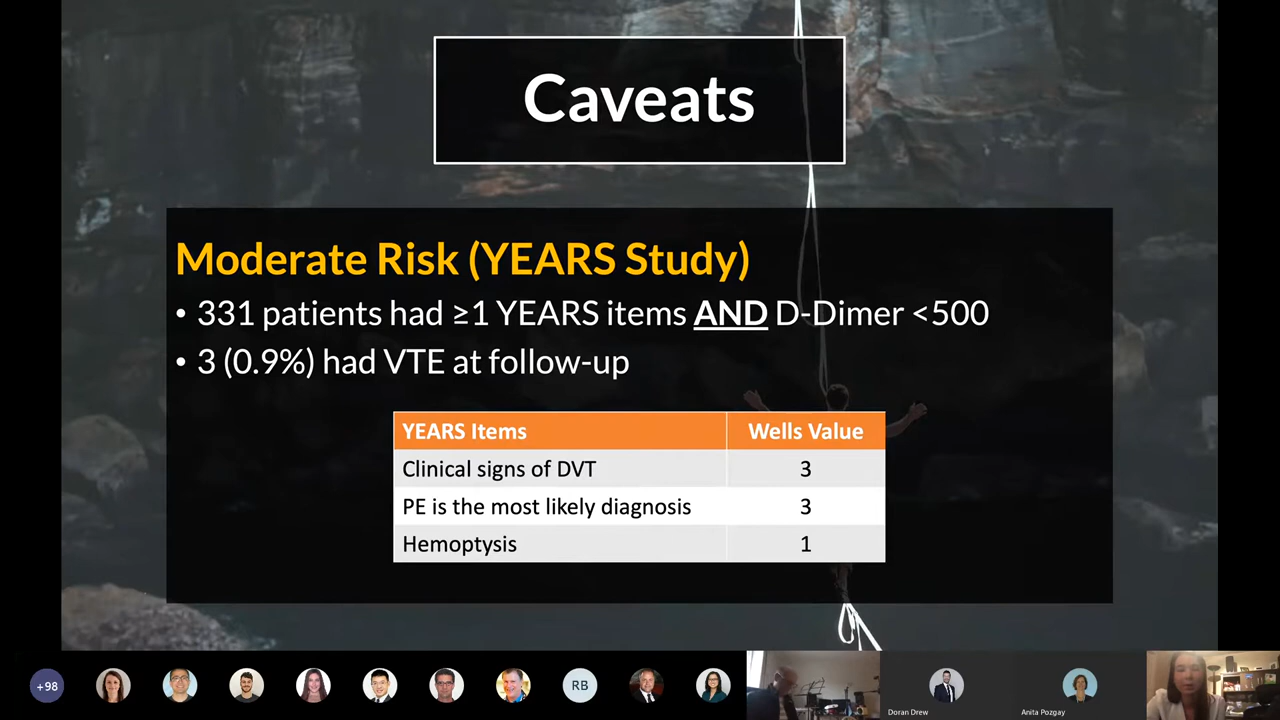 Caveats
Moderate Risk (YEARS Study)
• 331 patients had ≥1 YEARS items AND D-Dimer <500
• 3 (0.9%) had VTE at follow-up
YEARS Items Wells Value
Clinical signs of DVT 3
PE is the most likely diagnosis 3
Hemoptysis 1
+98
RB
Doran Drew
Anita Pozgay